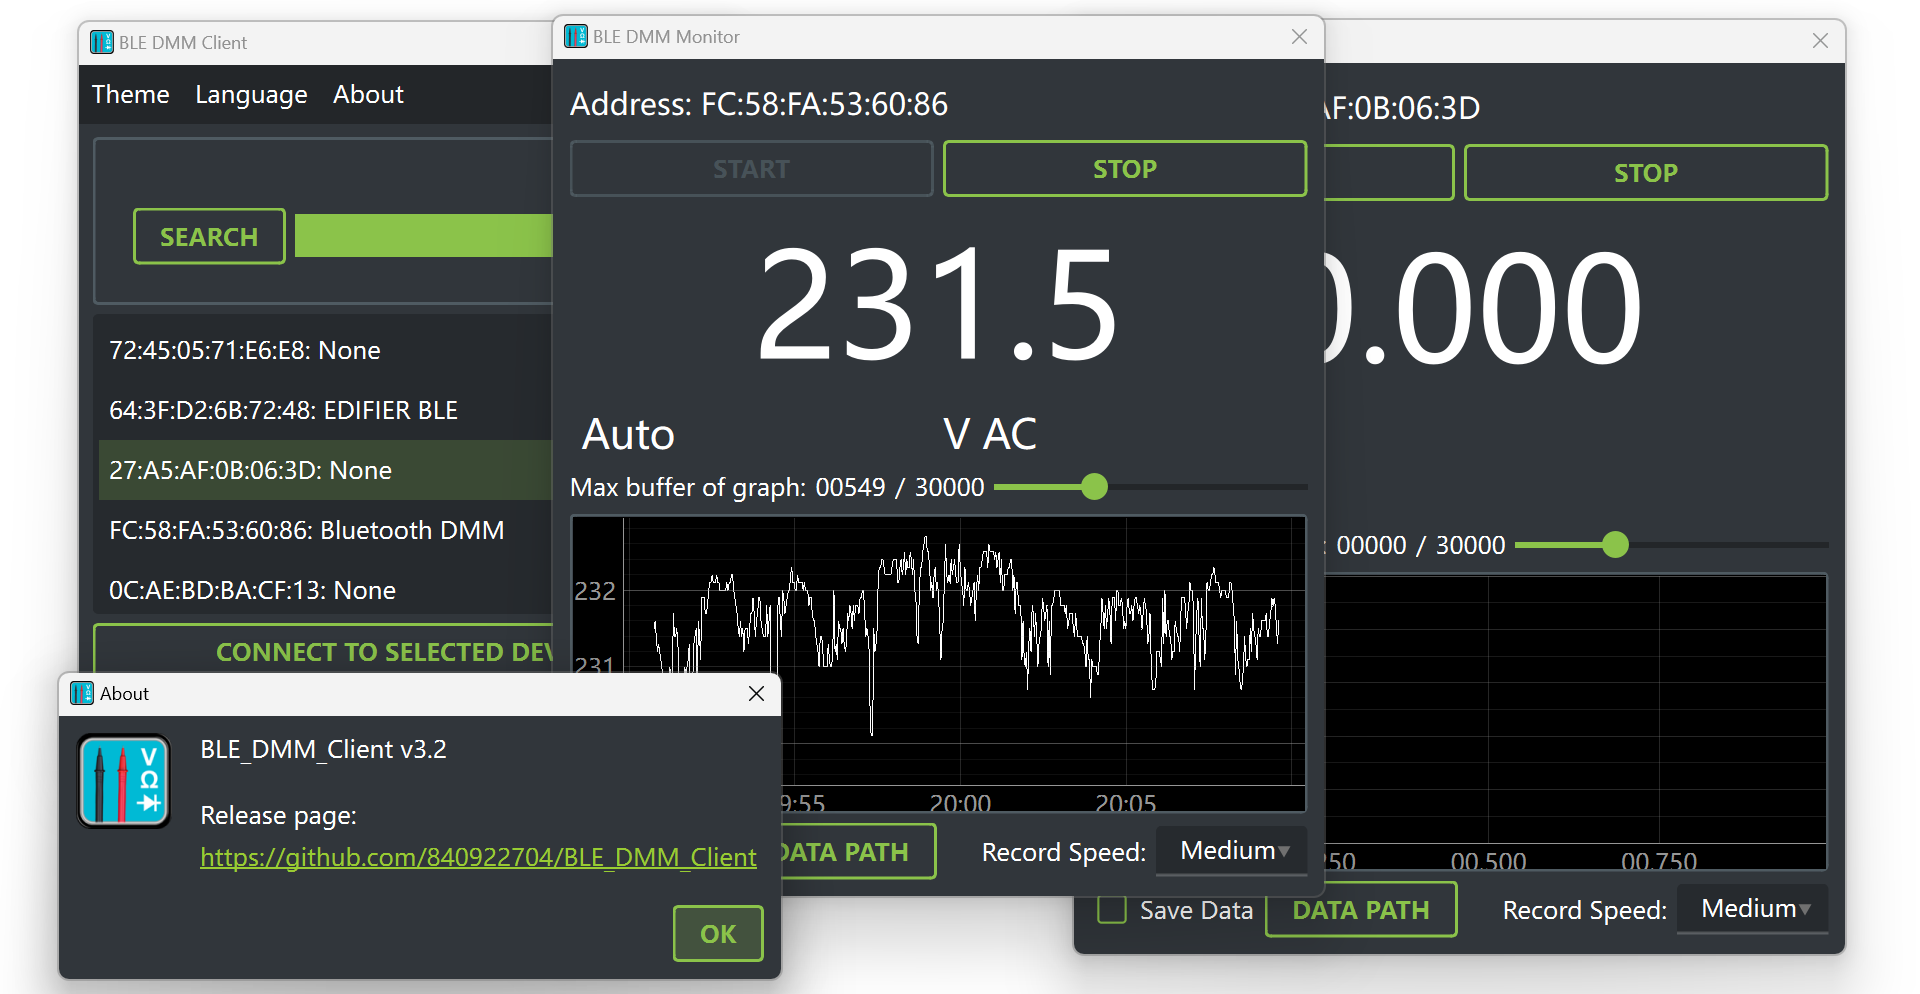 BLE DMM Client
Theme Language About
SEARCH
72:45:05:71:E6:E8: None
64:3F:D2:6B:72:48: EDIFIER BLE
27:A5:AF:0B:06:3D: None
FC:58:FA:53:60:86: Bluetooth DMM
0C:AE:BD:BA:CF:13: None
CONNECT TO SELECTED DEV
BLE DMM Monitor
Address: FC:58:FA:53:60:86
START STOP
231.5
Auto V AC
Max buffer of graph: 00549 / 30000
232
231
9:55 20:00 20:05
DATA PATH Record Speed: Medium
AF:0B:06:3D
STOP
0.000
: 00000 / 30000
250 00.500 00.750
Save Data DATA PATH Record Speed: Medium
About
BLE_DMM_Client v3.2
V
Ω
Release page:
https://github.com/840922704/BLE_DMM_Client
OK